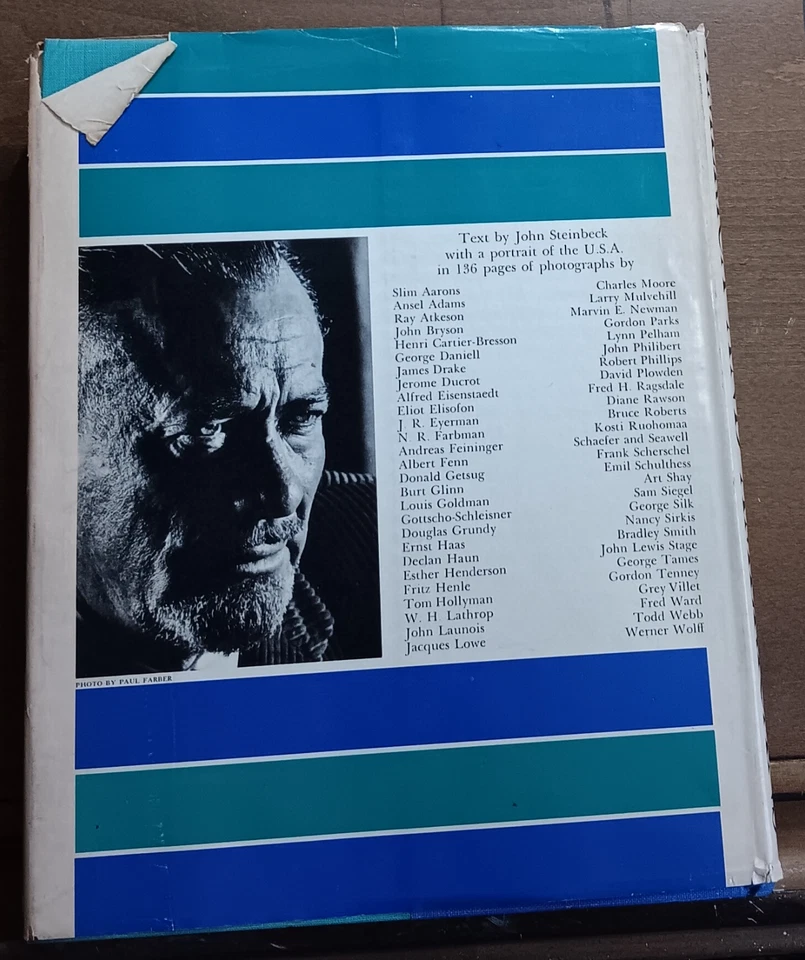 Text by John Steinbeck
with a portrait of the U.S.A.
in 136 pages of photographs by
Slim Aarons
Ansel Adams
Ray Atkeson
John Bryson
Henri Cartier-Bresson
George Daniell
James Drake
Jerome Ducrot
Alfred Eisenstaedt
Eliot Elisofon
J. R. Eyerman
N. R. Farbman
Andreas Feininger
Albert Fenn
Donald Getsug
Burt Glinn
Louis Goldman
Gottscho-Schleisner
Douglas Grundy
Ernst Haas
Declan Haun
Esther Henderson
Fritz Henle
Tom Hollyman
W. H. Lathrop
John Launois
Jacques Lowe
Charles Moore
Larry Mulvehill
Marvin E. Newman
Gordon Parks
Lynn Pelham
John Philibert
Robert Phillips
David Plowden
Fred H. Ragsdale
Diane Rawson
Bruce Roberts
Kosti Ruohomaa
Schaefer and Seawell
Frank Scherschel
Emil Schulthess
Art Shay
Sam Siegel
George Silk
Nancy Sirkis
Bradley Smith
John Lewis Stage
George Tames
Gordon Tenney
Grey Villet
Fred Ward
Todd Webb
Werner Wolff
PHOTO BY PAUL FARBER